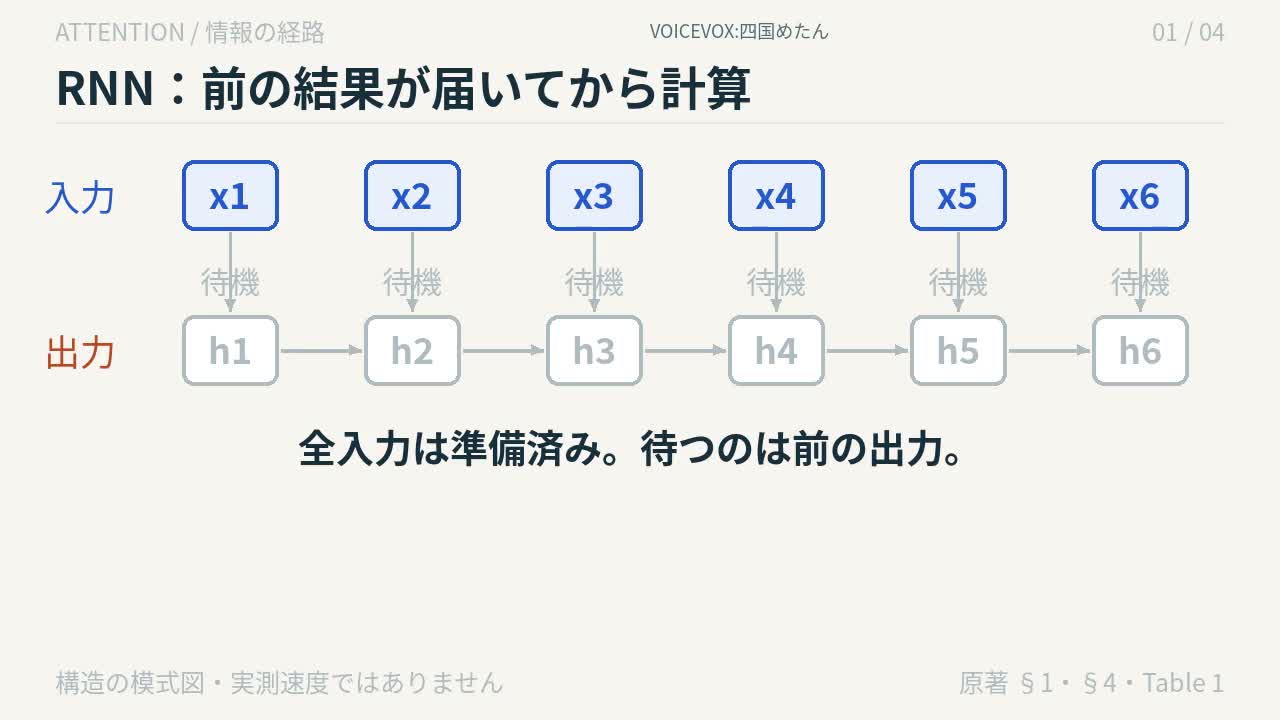 ATTENTION / 情報の経路
VOICEVOX:四国めたん
01 / 04
RNN：前の結果が届いてから計算
入力 x1 x2 x3 x4 x5 x6
待機 待機 待機 待機 待機 待機
出力 h1 h2 h3 h4 h5 h6
全入力は準備済み。待つのは前の出力。
構造の模式図・実測速度ではありません
原著 §1・§4・Table 1